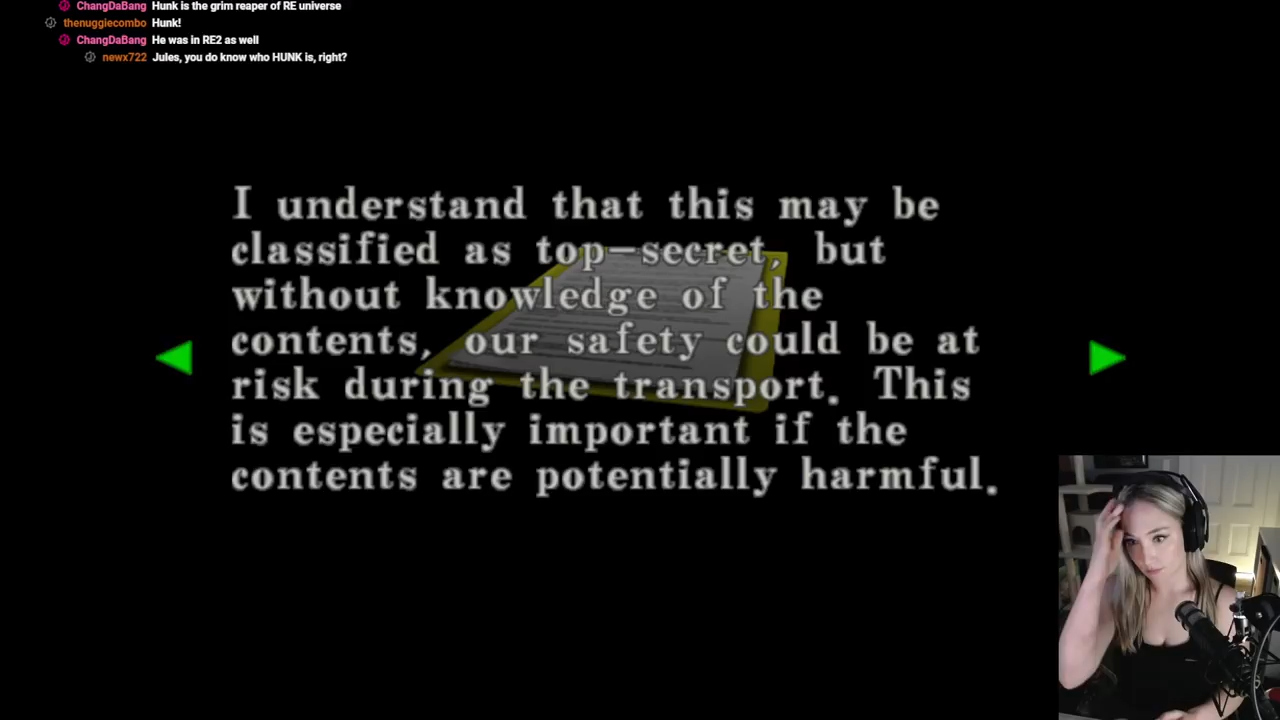 ChangDaBang Hunk is the grim reaper of RE universe
thenuggiecombo Hunk!
ChangDaBang He was in RE2 as well
newx722 Jules, you do know who HUNK is, right?
I understand that this may be
classified as top-secret, but
without knowledge of the
contents, our safety could be at
risk during the transport. This
is especially important if the
contents are potentially harmful.